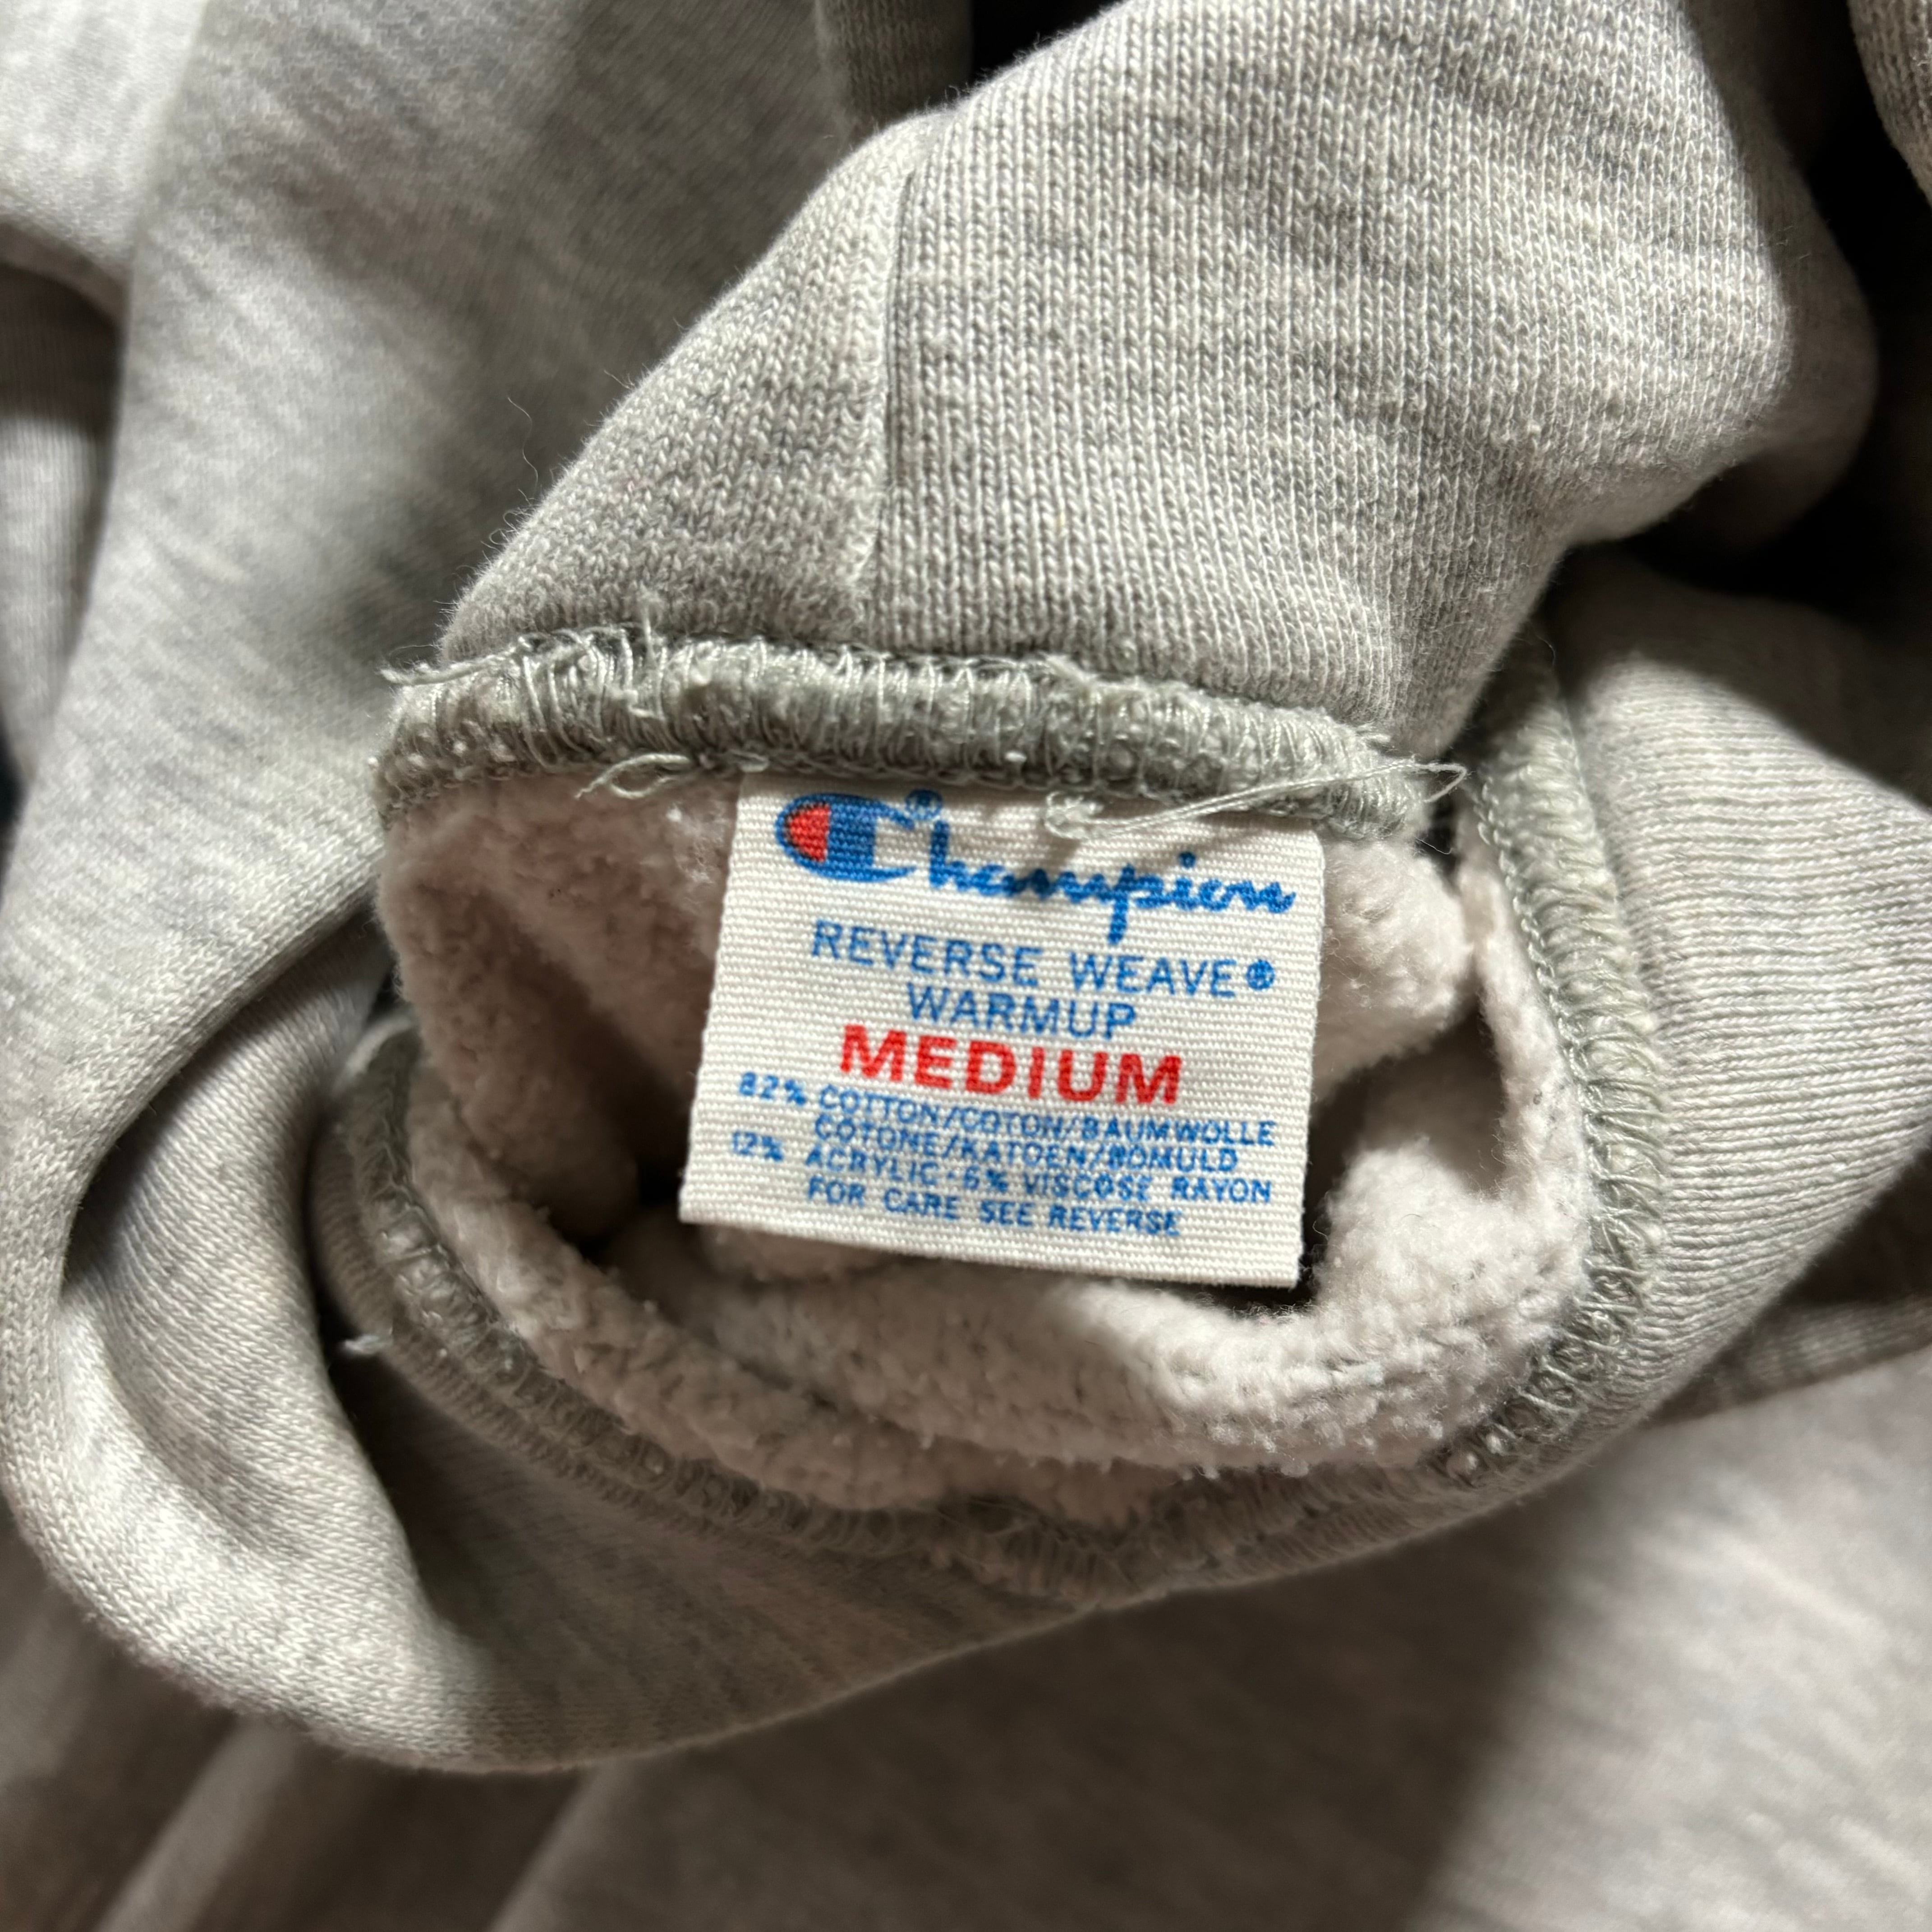 Champion®
REVERSE WEAVE®
WARMUP
MEDIUM
82% COTTON/COTON/BAUMWOLLE
COTONE/KATOEN/BOMULD
12% ACRYLIC-6% VISCOSE RAYON
FOR CARE SEE REVERSE